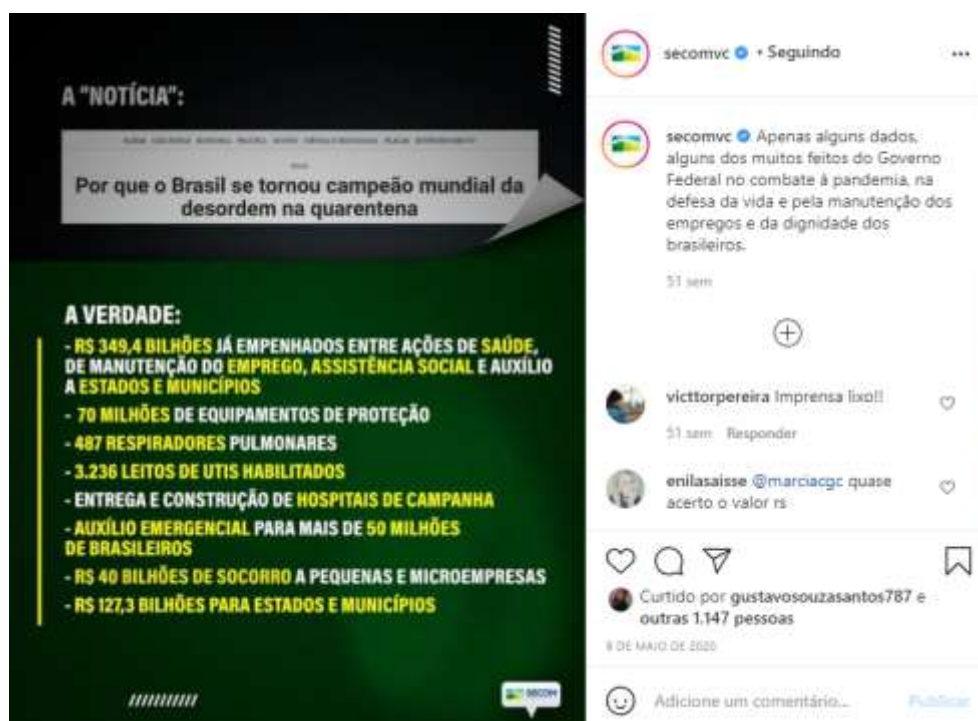 A "NOTÍCIA":
Por que o Brasil se tornou campeão mundial da
desordem na quarentena
A VERDADE:
- R$ 349,4 BILHÕES JÁ EMPENHADOS ENTRE AÇÕES DE SAÚDE,
DE MANUTENÇÃO DO EMPREGO, ASSISTÊNCIA SOCIAL E AUXÍLIO
A ESTADOS E MUNICÍPIOS
- 70 MILHÕES DE EQUIPAMENTOS DE PROTEÇÃO
- 487 RESPIRADORES PULMONARES
- 3.236 LEITOS DE UTIS HABILITADOS
- ENTREGA E CONSTRUÇÃO DE HOSPITAIS DE CAMPANHA
- AUXÍLIO EMERGENCIAL PARA MAIS DE 50 MILHÕES
DE BRASILEIROS
- R$ 40 BILHÕES DE SOCORRO A PEQUENAS E MICROEMPRESAS
- R$ 127,3 BILHÕES PARA ESTADOS E MUNICÍPIOS
SECOM
secomvc • Seguindo
secomvc Apenas alguns dados,
alguns dos muitos feitos do Governo
Federal no combate à pandemia, na
defesa da vida e pela manutenção dos
empregos e da dignidade dos
brasileiros.
51 sem
victtorpereira Imprensa lixo!!
51 sem Responder
enilasaisse @marciacgc quase
acerto o valor rs
Curtido por gustavosouzasantos787 e
outras 1.147 pessoas
DE MAIO DE 2020
Adicione um comentário... Publicar